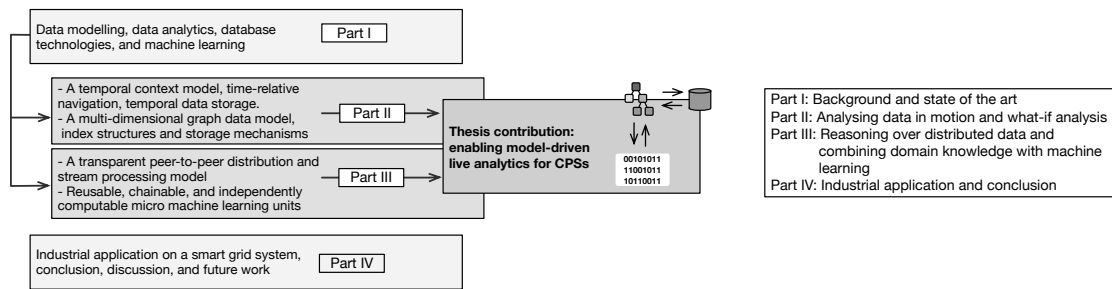 Data modelling, data analytics, database
technologies, and machine learning
Part I
- A temporal context model, time-relative
navigation, temporal data storage.
- A multi-dimensional graph data model,
index structures and storage mechanisms
Part II
- A transparent peer-to-peer distribution and
stream processing model
- Reusable, chainable, and independently
computable micro machine learning units
Part III
Industrial application on a smart grid system,
conclusion, discussion, and future work
Part IV
Thesis contribution:
enabling model-driven
live analytics for CPSs
00101011
11001011
10110011
Part I: Background and state of the art
Part II: Analysing data in motion and what-if analysis
Part III: Reasoning over distributed data and
combining domain knowledge with machine
learning
Part IV: Industrial application and conclusion